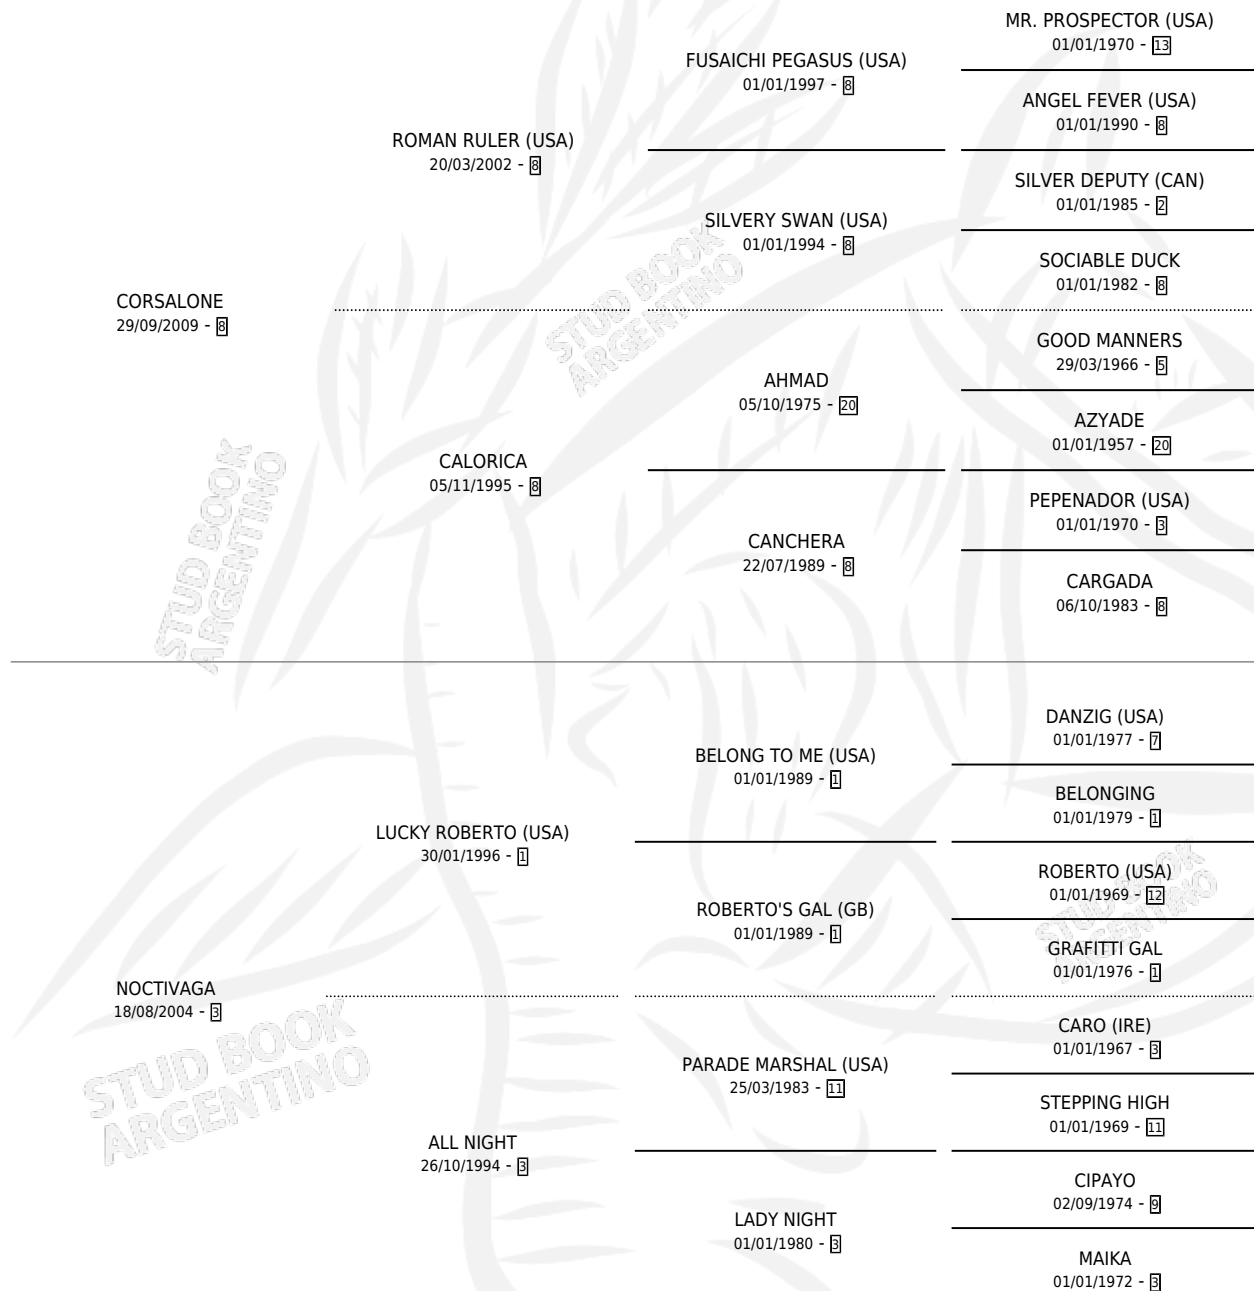 MR. PROSPECTOR (USA)
01/01/1970 - 13
FUSAICHI PEGASUS (USA)
01/01/1997 - 8
ANGEL FEVER (USA)
01/01/1990 - 8
ROMAN RULER (USA)
20/03/2002 - 8
SILVER DEPUTY (CAN)
01/01/1985 - 2
SILVERY SWAN (USA)
01/01/1994 - 8
SOCIABLE DUCK
01/01/1982 - 8
CORSALONE
29/09/2009 - 8
GOOD MANNERS
29/03/1966 - 5
AHMAD
05/10/1975 - 20
AZYADE
01/01/1957 - 20
CALORICA
05/11/1995 - 8
PEPENADOR (USA)
01/01/1970 - 3
CANCHERA
22/07/1989 - 8
CARGADA
06/10/1983 - 8
STUD BOOK
ARGENTINO
STUD BOOK
ARGENTINO
DANZIG (USA)
01/01/1977 - 7
BELONG TO ME (USA)
01/01/1989 - 1
BELONGING
01/01/1979 - 1
LUCKY ROBERTO (USA)
30/01/1996 - 1
ROBERTO (USA)
01/01/1969 - 12
ROBERTO'S GAL (GB)
01/01/1989 - 1
GRAFITTI GAL
01/01/1976 - 1
NOCTIVAGA
18/08/2004 - 3
CARO (IRE)
01/01/1967 - 3
PARADE MARSHAL (USA)
25/03/1983 - 11
STEPPING HIGH
01/01/1969 - 11
ALL NIGHT
26/10/1994 - 3
CIPAYO
02/09/1974 - 9
LADY NIGHT
01/01/1980 - 3
MAIKA
01/01/1972 - 3
STUD BOOK
ARGENTINO
STUD BOOK
ARGENTINO